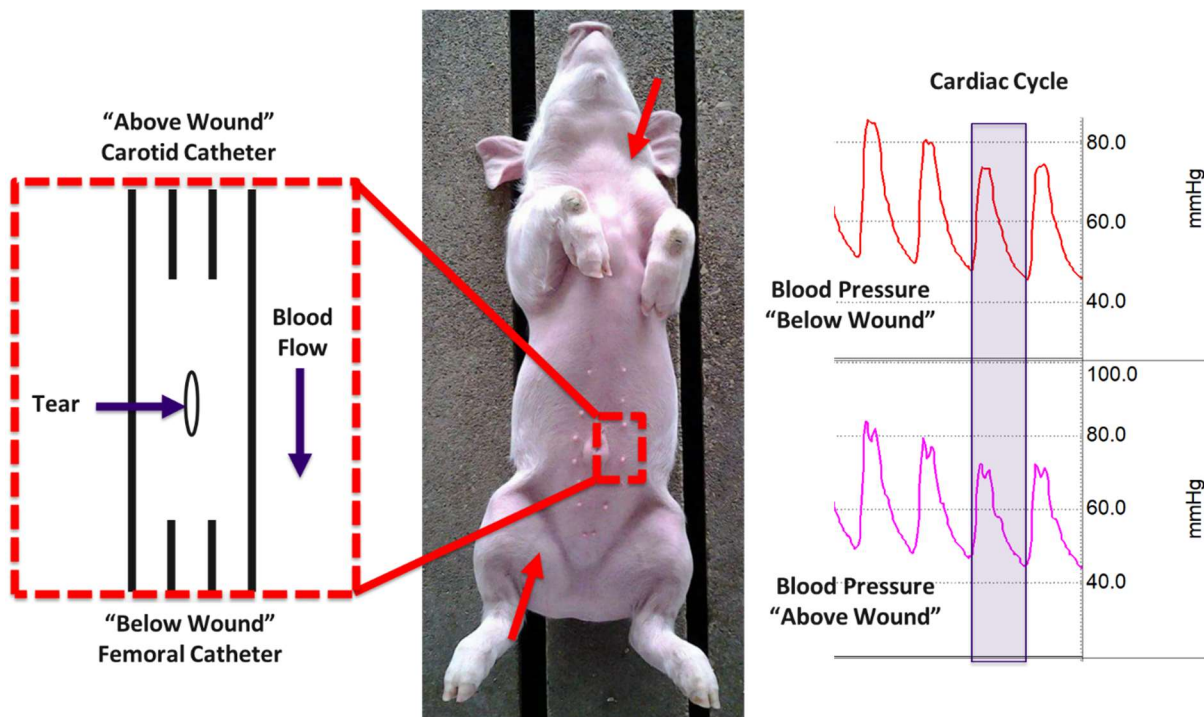 “Above Wound”
Carotid Catheter
Blood
Flow
Tear
“Below Wound”
Femoral Catheter
Cardiac Cycle
80.0
60.0
40.0
mmHg
Blood Pressure
“Below Wound”
100.0
80.0
60.0
40.0
mmHg
Blood Pressure
“Above Wound”